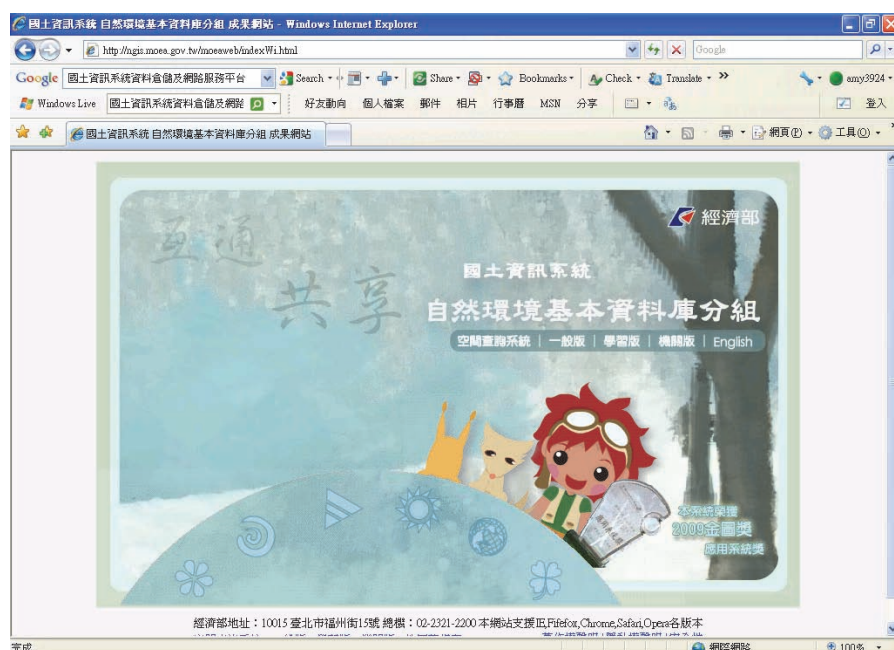 國土資訊系統 自然環境基本資料庫分組 成果網站 - Windows Internet Explorer
http://ngis.moea.gov.tw/moeaweb/indexWi.html
Google
Google 國土資訊系統資料倉儲及網路服務平台 Search Share Bookmarks Check Translate amy3924
Windows Live 國土資訊系統資料倉儲及網路 好友動向 個人檔案 郵件 相片 行事曆 MSN 分享 登入
國土資訊系統 自然環境基本資料庫分組 成果網站 網頁(P) 工具(O)
經濟部
互通
共享
國土資訊系統
自然環境基本資料庫分組
空間查詢系統 | 一般版 | 學習版 | 機關版 | English
本系統榮獲
2009金圖獎
應用系統獎
經濟部地址：10015 臺北市福州街15號 總機：02-2321-2200 本網站支援IE,Fifefox,Chrome,Safari,Opera各版本
完成 網際網路 100%